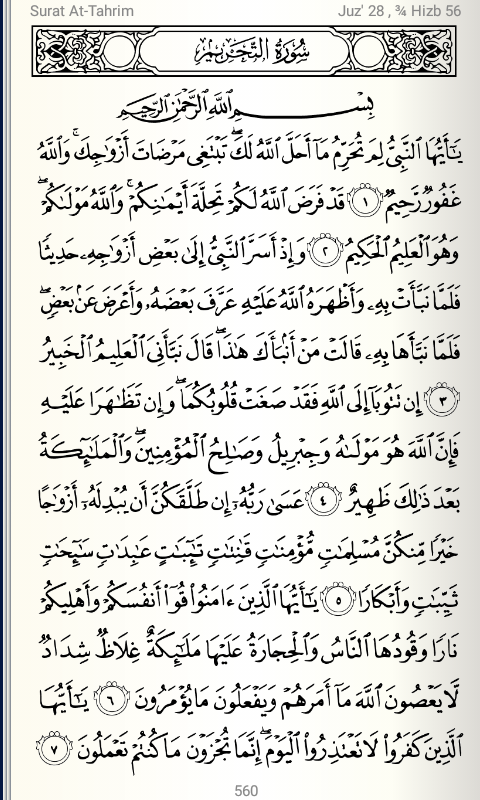 Surat At-Tahrim Juz' 28 , ¾ Hizb 56
سُورَةُ التَّحْرِيمِ
بِسْمِ اللَّهِ الرَّحْمَٰنِ الرَّحِيمِ
يَٰٓأَيُّهَا ٱلنَّبِىُّ لِمَ تُحَرِّمُ مَآ أَحَلَّ ٱللَّهُ لَكَ ۖ تَبْتَغِى مَرْضَاتَ أَزْوَٰجِكَ ۚ وَٱللَّهُ
غَفُورٌ رَّحِيمٌ ١ قَدْ فَرَضَ ٱللَّهُ لَكُمْ تَحِلَّةَ أَيْمَٰنِكُمْ ۚ وَٱللَّهُ مَوْلَىٰكُمْ ۖ
وَهُوَ ٱلْعَلِيمُ ٱلْحَكِيمُ ٢ وَإِذْ أَسَرَّ ٱلنَّبِىُّ إِلَىٰ بَعْضِ أَزْوَٰجِهِۦ حَدِيثًا
فَلَمَّا نَبَّأَتْ بِهِۦ وَأَظْهَرَهُ ٱللَّهُ عَلَيْهِ عَرَّفَ بَعْضَهُۥ وَأَعْرَضَ عَنۢ بَعْضٍ ۖ
فَلَمَّا نَبَّأَهَا بِهِۦ قَالَتْ مَنْ أَنۢبَأَكَ هَٰذَا ۖ قَالَ نَبَّأَنِىَ ٱلْعَلِيمُ ٱلْخَبِيرُ
٣ إِن تَتُوبَآ إِلَى ٱللَّهِ فَقَدْ صَغَتْ قُلُوبُكُمَا ۖ وَإِن تَظَٰهَرَا عَلَيْهِ
فَإِنَّ ٱللَّهَ هُوَ مَوْلَىٰهُ وَجِبْرِيلُ وَصَٰلِحُ ٱلْمُؤْمِنِينَ ۖ وَٱلْمَلَٰٓئِكَةُ
بَعْدَ ذَٰلِكَ ظَهِيرٌ ٤ عَسَىٰ رَبُّهُۥٓ إِن طَلَّقَكُنَّ أَن يُبْدِلَهُۥٓ أَزْوَٰجًا
خَيْرًا مِّنكُنَّ مُسْلِمَٰتٍ مُّؤْمِنَٰتٍ قَٰنِتَٰتٍ تَٰٓئِبَٰتٍ عَٰبِدَٰتٍ سَٰٓئِحَٰتٍ
ثَيِّبَٰتٍ وَأَبْكَارًا ٥ يَٰٓأَيُّهَا ٱلَّذِينَ ءَامَنُوا۟ قُوٓا۟ أَنفُسَكُمْ وَأَهْلِيكُمْ
نَارًا وَقُودُهَا ٱلنَّاسُ وَٱلْحِجَارَةُ عَلَيْهَا مَلَٰٓئِكَةٌ غِلَاظٌ شِدَادٌ
لَّا يَعْصُونَ ٱللَّهَ مَآ أَمَرَهُمْ وَيَفْعَلُونَ مَا يُؤْمَرُونَ ٦ يَٰٓأَيُّهَا
ٱلَّذِينَ كَفَرُوا۟ لَا تَعْتَذِرُوا۟ ٱلْيَوْمَ ۖ إِنَّمَا تُجْزَوْنَ مَا كُنتُمْ تَعْمَلُونَ ٧
560